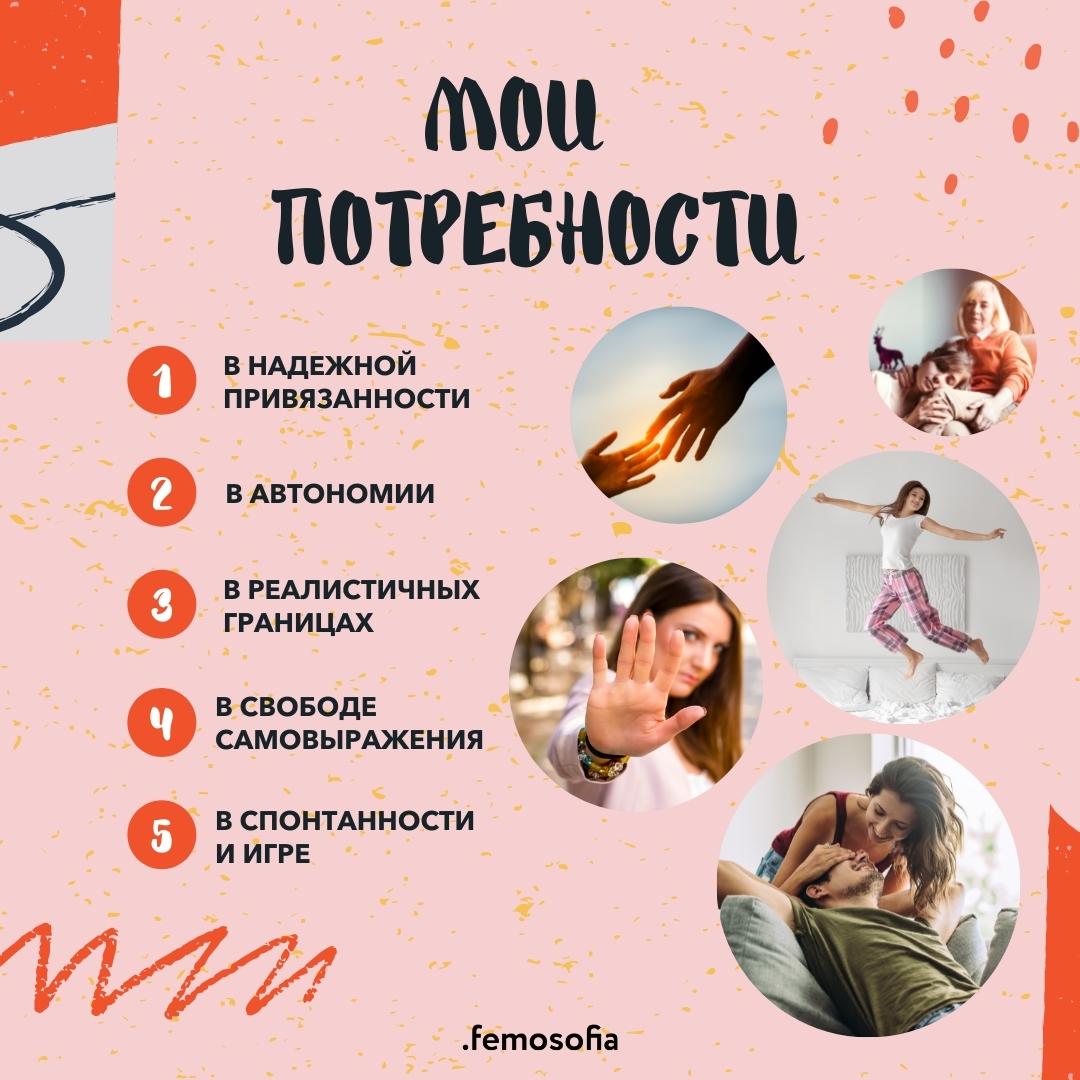 МОИ
ПОТРЕБНОСТИ
1
В НАДЕЖНОЙ
ПРИВЯЗАННОСТИ
2
В АВТОНОМИИ
3
В РЕАЛИСТИЧНЫХ
ГРАНИЦАХ
4
В СВОБОДЕ
САМОВЫРАЖЕНИЯ
5
В СПОНТАННОСТИ
И ИГРЕ
.femosofia